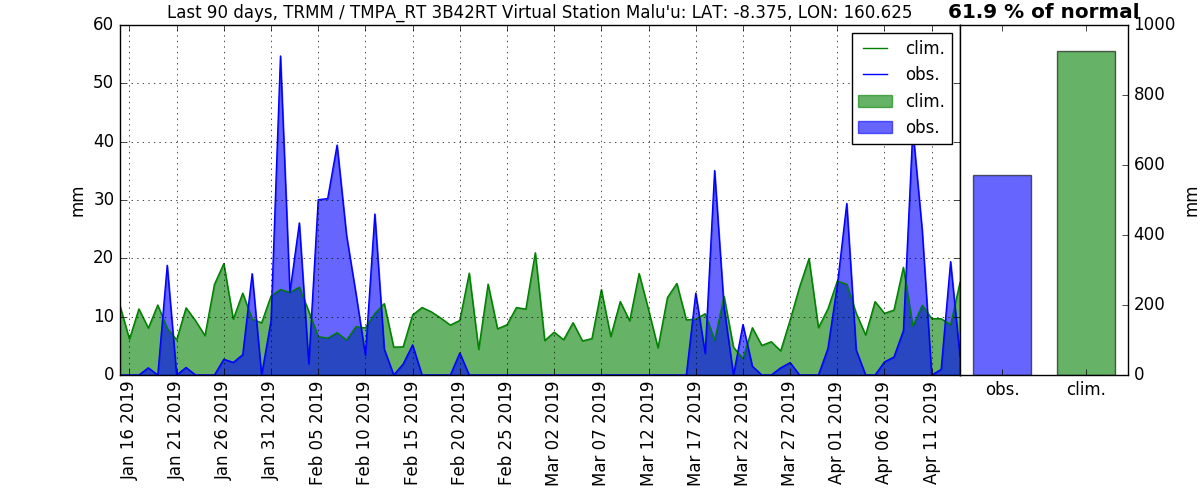 Last 90 days, TRMM / TMPA_RT 3B42RT Virtual Station Malu'u: LAT: -8.375, LON: 160.625
61.9 % of normal
60
50
40
30
20
10
0
mm
clim.
obs.
clim.
obs.
1000
800
600
400
200
0
mm
Jan 16 2019
Jan 21 2019
Jan 26 2019
Jan 31 2019
Feb 05 2019
Feb 10 2019
Feb 15 2019
Feb 20 2019
Feb 25 2019
Mar 02 2019
Mar 07 2019
Mar 12 2019
Mar 17 2019
Mar 22 2019
Mar 27 2019
Apr 01 2019
Apr 06 2019
Apr 11 2019
obs.
clim.